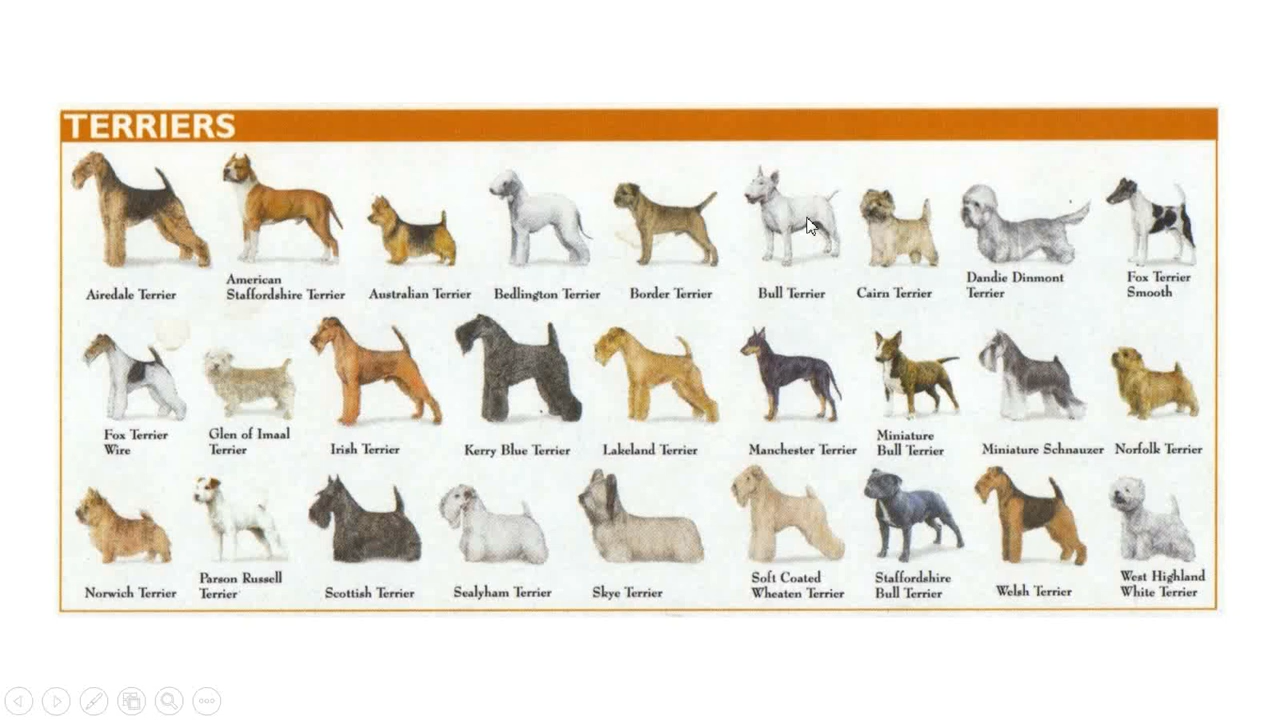 TERRIERS
Airedale Terrier
American
Staffordshire Terrier
Australian Terrier
Bedlington Terrier
Border Terrier
Bull Terrier
Cairn Terrier
Dandie Dinmont
Terrier
Fox Terrier
Smooth
Fox Terrier
Wire
Glen of Imaal
Terrier
Irish Terrier
Kerry Blue Terrier
Lakeland Terrier
Manchester Terrier
Miniature
Bull Terrier
Miniature Schnauzer
Norfolk Terrier
Norwich Terrier
Parson Russell
Terrier
Scottish Terrier
Sealyham Terrier
Skye Terrier
Soft Coated
Wheaten Terrier
Staffordshire
Bull Terrier
Welsh Terrier
West Highland
White Terrier